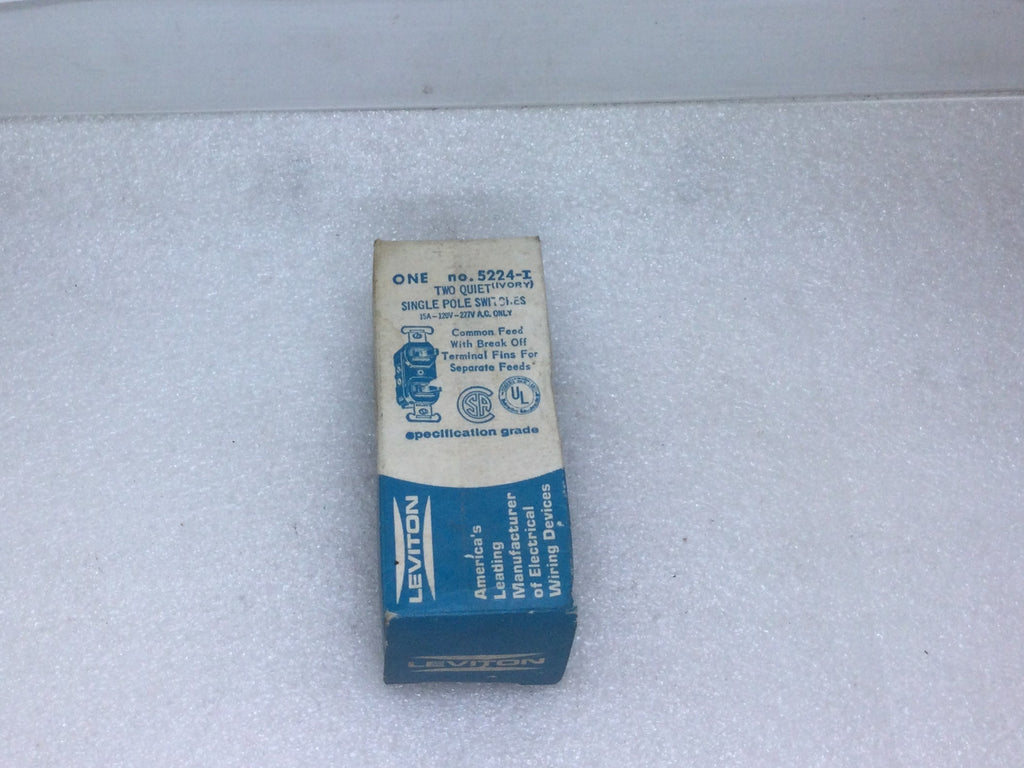 ONE no. 5224-I
TWO QUIET (IVORY)
SINGLE POLE SWITCHES
15A-120V-277V A.C. ONLY
Common Feed
With Break Off
Terminal Fins For
Separate Feeds
CSA
UL
specification grade
LEVITON
America's
Leading
Manufacturer
of Electrical
Wiring Devices
LEVITON